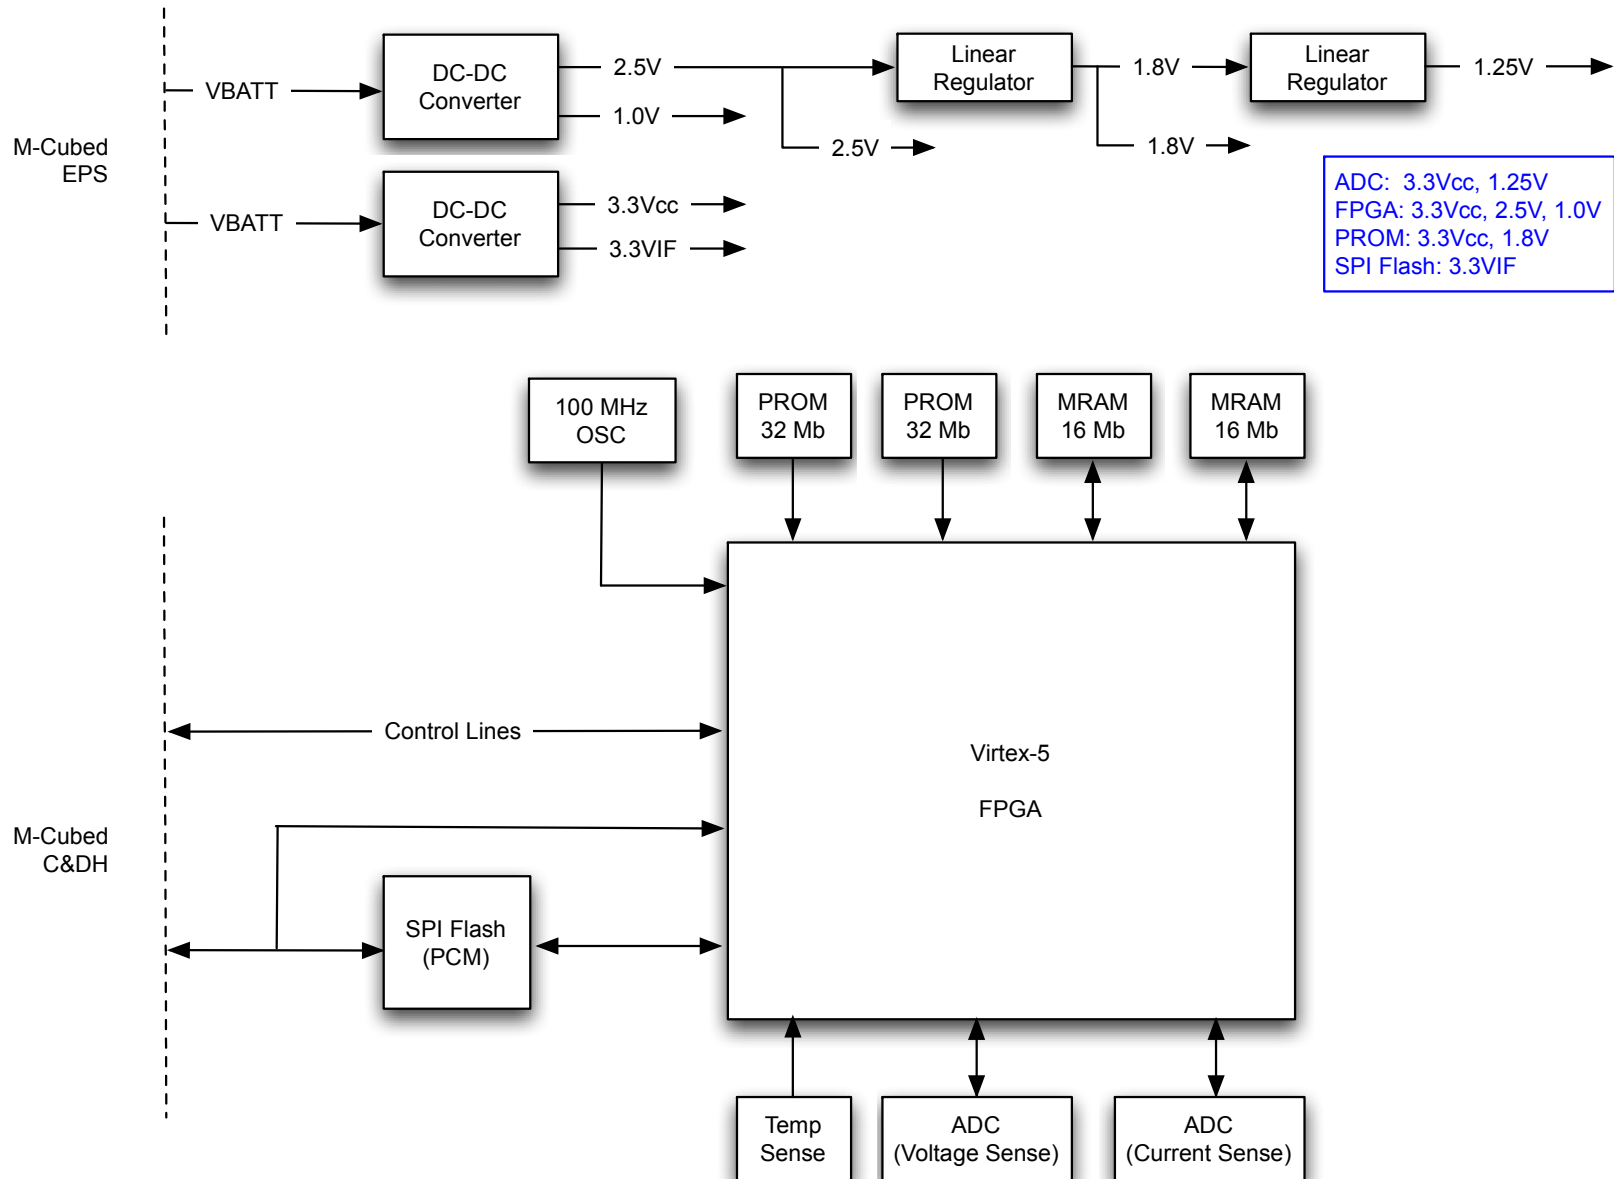 DC-DC
Converter
2.5V
1.0V
2.5V
Linear
Regulator
1.8V
1.8V
Linear
Regulator
1.25V
VBATT
M-Cubed
EPS
VBATT
DC-DC
Converter
3.3Vcc
3.3VIF
ADC:  3.3Vcc, 1.25V
FPGA: 3.3Vcc, 2.5V, 1.0V
PROM: 3.3Vcc, 1.8V
SPI Flash: 3.3VIF
100 MHz
OSC
PROM
32 Mb
PROM
32 Mb
MRAM
16 Mb
MRAM
16 Mb
Control Lines
Virtex-5
FPGA
M-Cubed
C&DH
SPI Flash
(PCM)
Temp
Sense
ADC
(Voltage Sense)
ADC
(Current Sense)